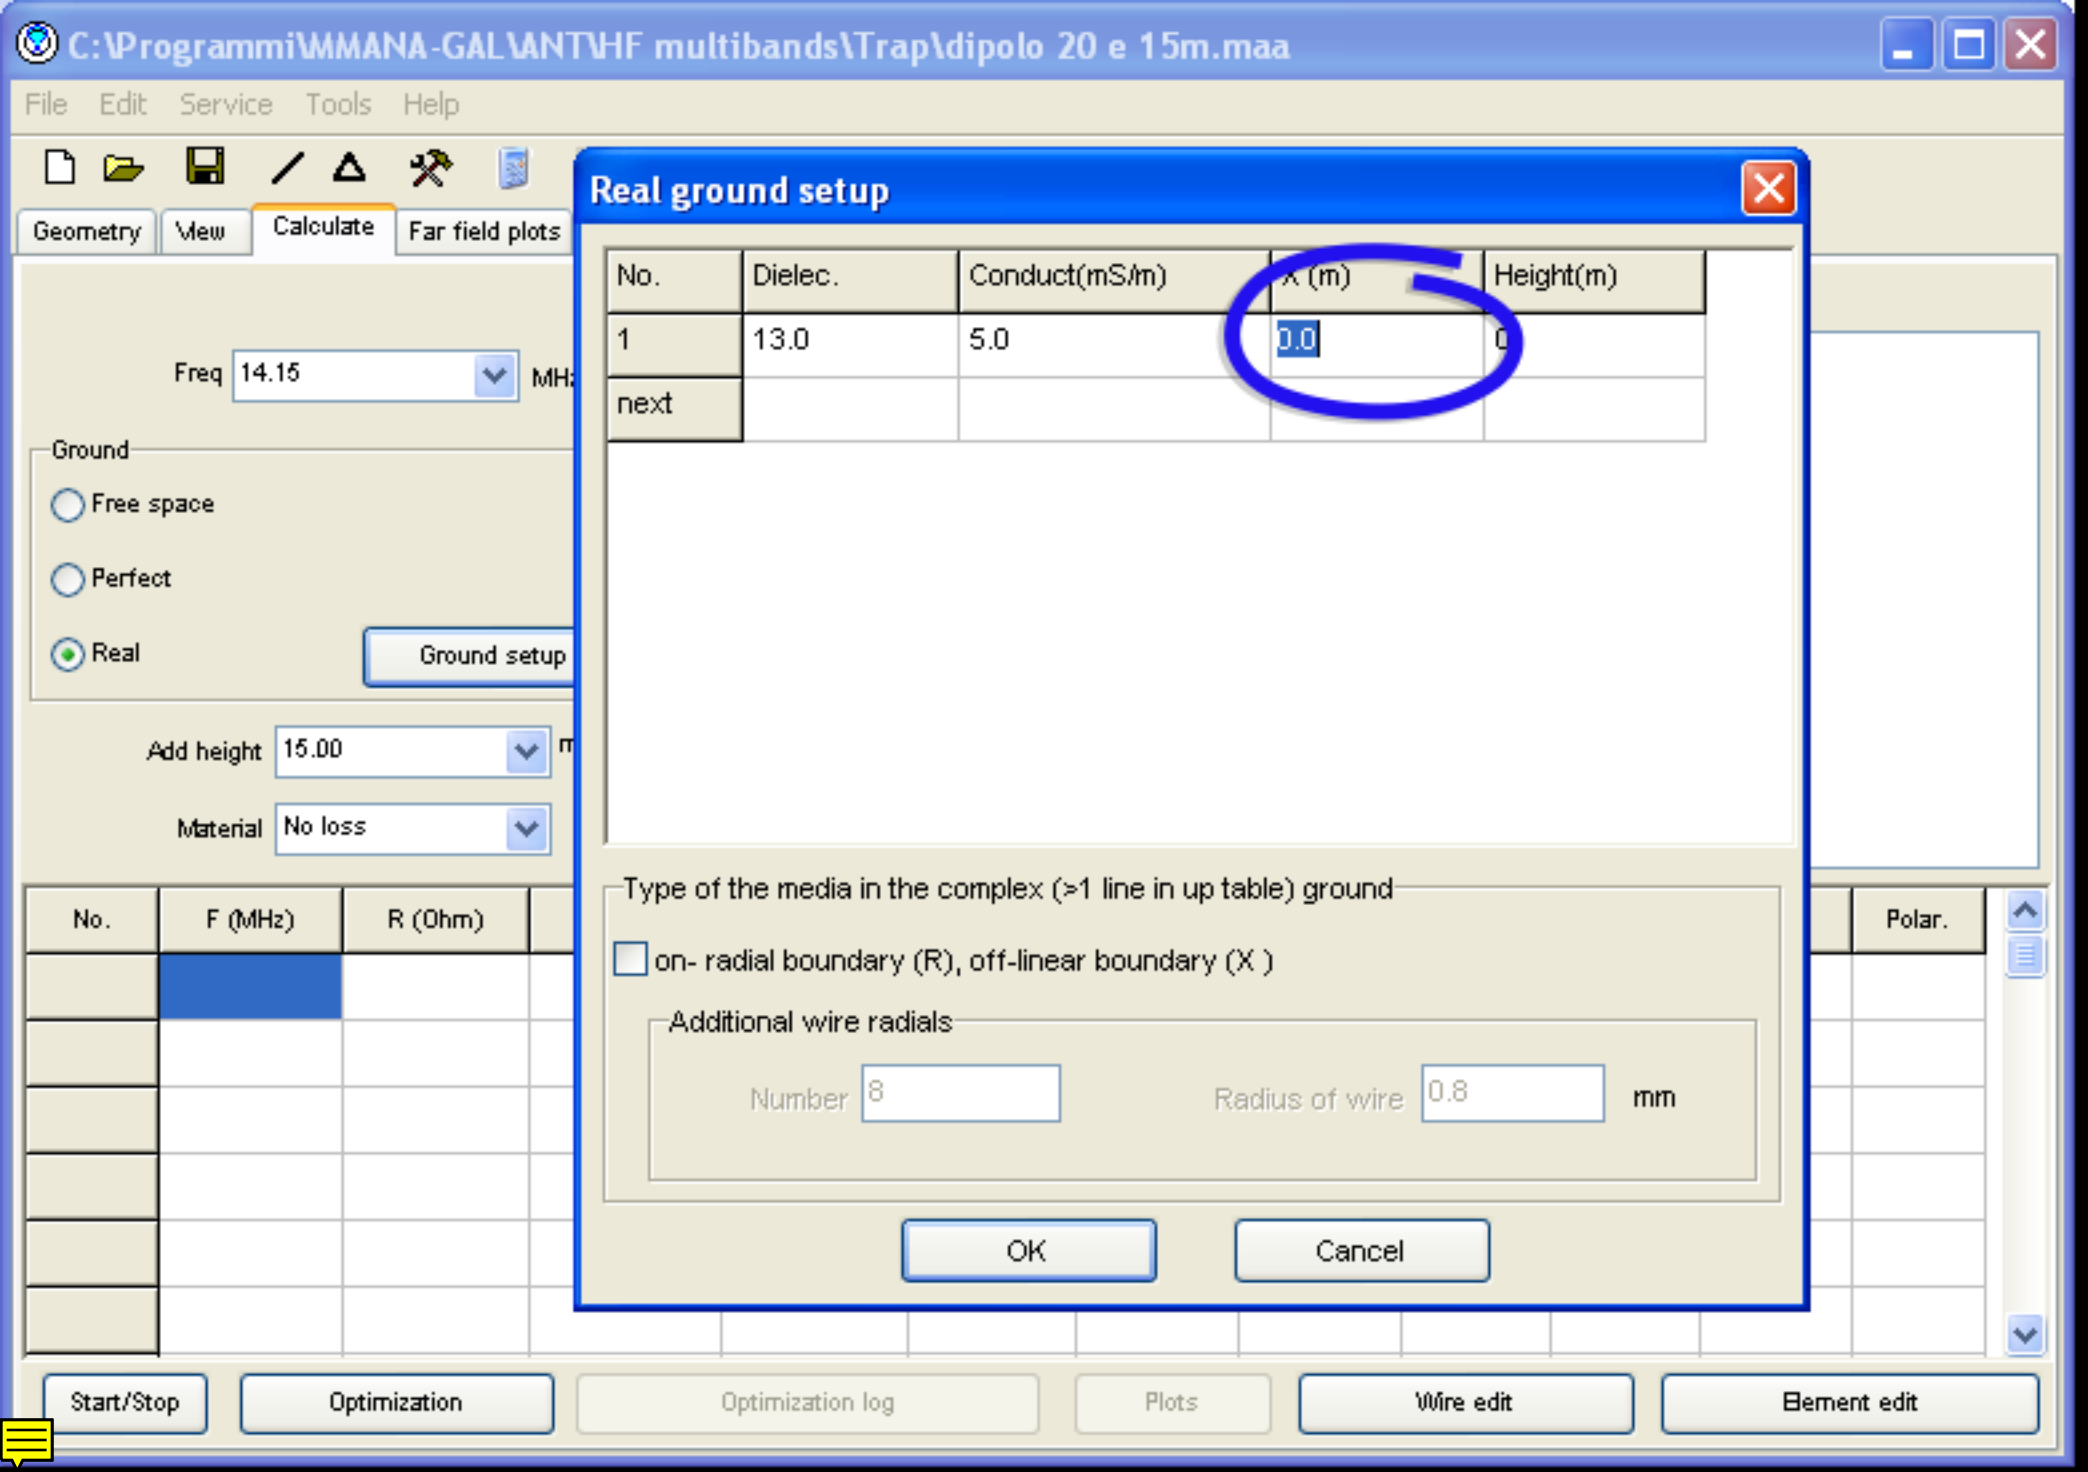 C:\Programmi\MMANA-GAL\ANT\HF multibands\Trap\dipolo 20 e 15m.maa
File Edit Service Tools Help
Geometry View Calculate Far field plots
Freq 14.15
Ground
Free space
Perfect
Real Ground setup
Add height 15.00
Material No loss
No. F (MHz) R (Ohm) Polar.
Real ground setup
No. Dielec. Conduct(mS/m) X (m) Height(m)
1 13.0 5.0 0.0
next
Type of the media in the complex (>1 line in up table) ground
on- radial boundary (R), off-linear boundary (X )
Additional wire radials
Number 8 Radius of wire 0.8 mm
OK Cancel
Start/Stop Optimization Optimization log Plots Wire edit Element edit